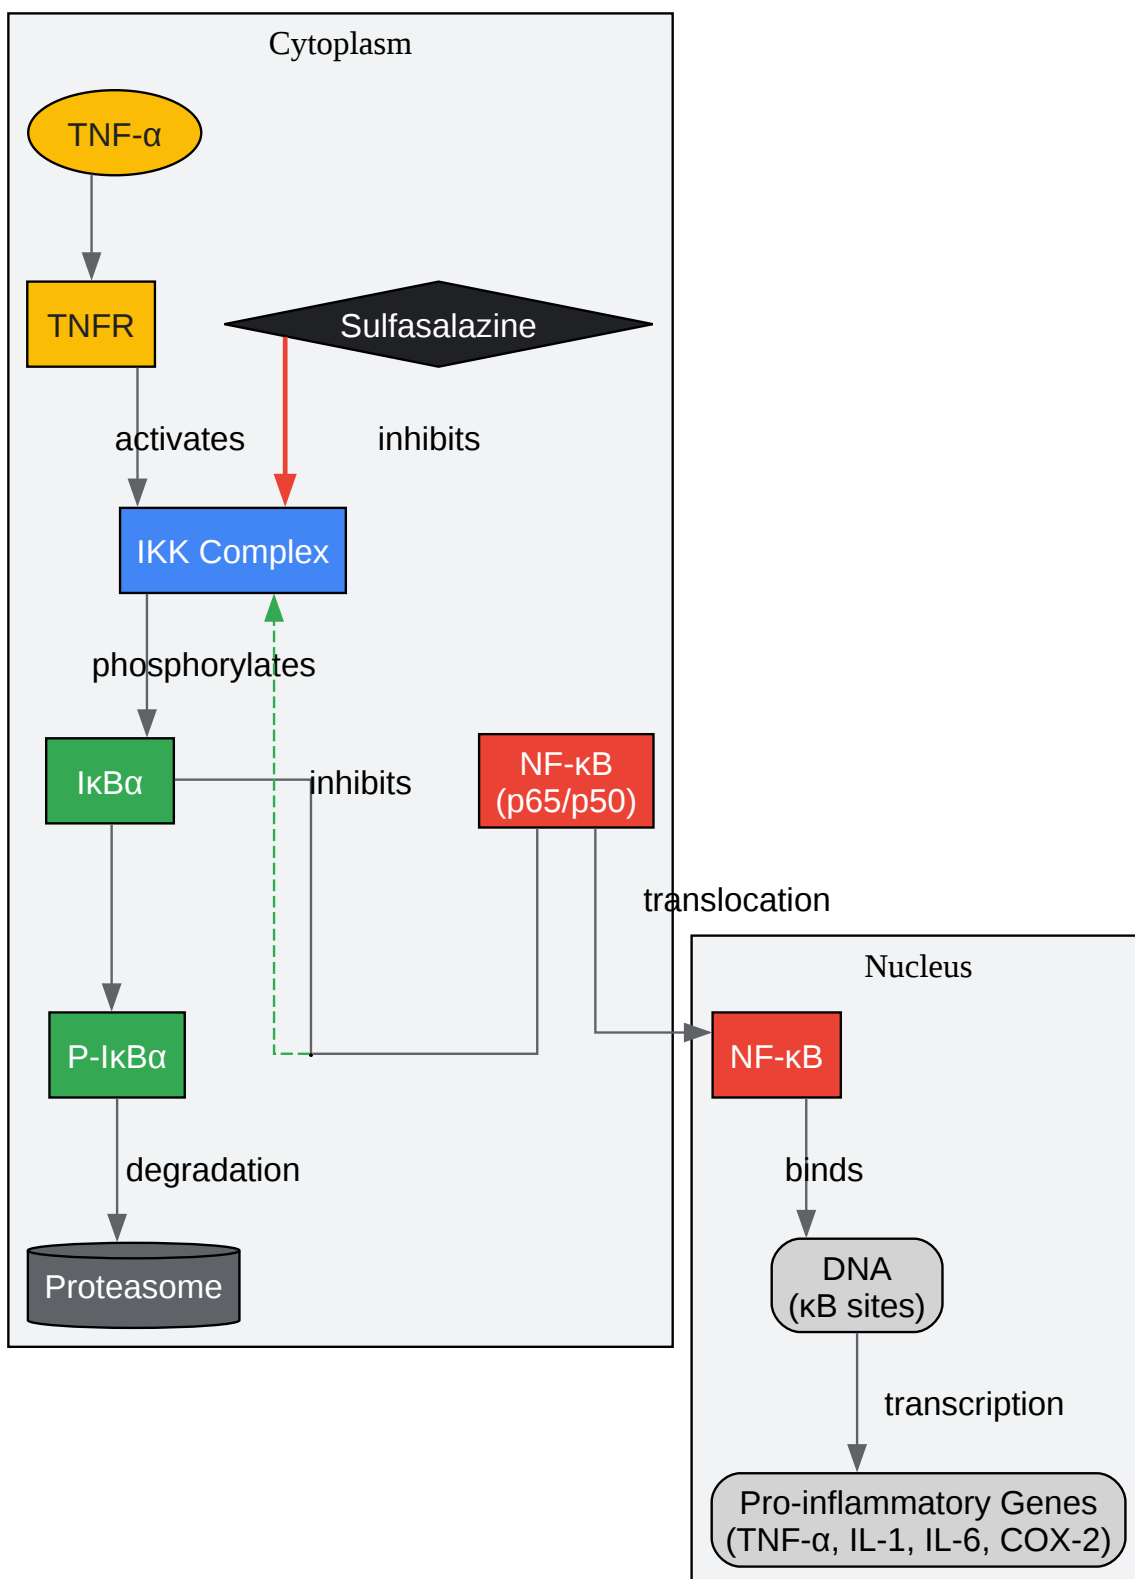 Cytoplasm
TNF-α
TNFR
Sulfasalazine
activates
inhibits
IKK Complex
phosphorylates
IκBα
inhibits
NF-κB
(p65/p50)
translocation
Nucleus
P-IκBα
NF-κB
degradation
binds
Proteasome
DNA
(κB sites)
transcription
Pro-inflammatory Genes
(TNF-α, IL-1, IL-6, COX-2)